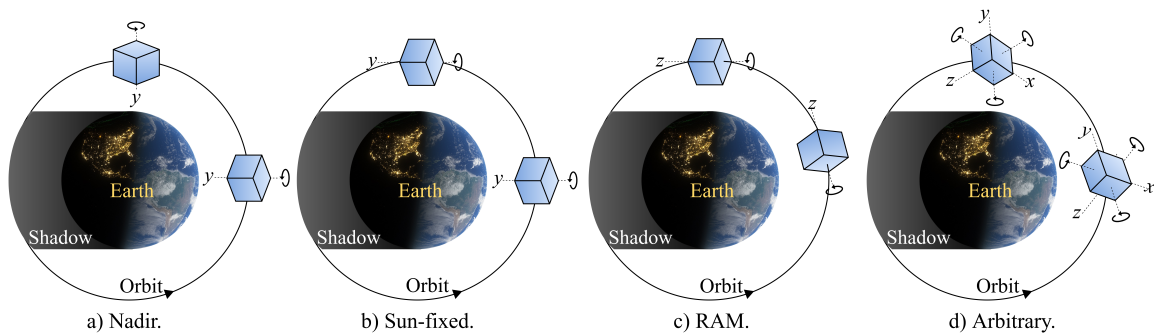 y
y
Earth
Shadow
Orbit
a) Nadir.
y
y
Earth
Shadow
Orbit
b) Sun-fixed.
z
z
Earth
Shadow
Orbit
c) RAM.
y
z
x
y
z
x
Earth
Shadow
Orbit
d) Arbitrary.